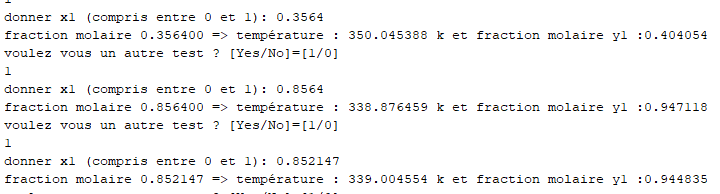 donner x1 (compris entre 0 et 1): 0.3564
fraction molaire 0.356400 => température : 350.045388 k et fraction molaire y1 :0.404054
voulez vous un autre test ? [Yes/No]=[1/0]
1
donner x1 (compris entre 0 et 1): 0.8564
fraction molaire 0.856400 => température : 338.876459 k et fraction molaire y1 :0.947118
voulez vous un autre test ? [Yes/No]=[1/0]
1
donner x1 (compris entre 0 et 1): 0.852147
fraction molaire 0.852147 => température : 339.004554 k et fraction molaire y1 :0.944835